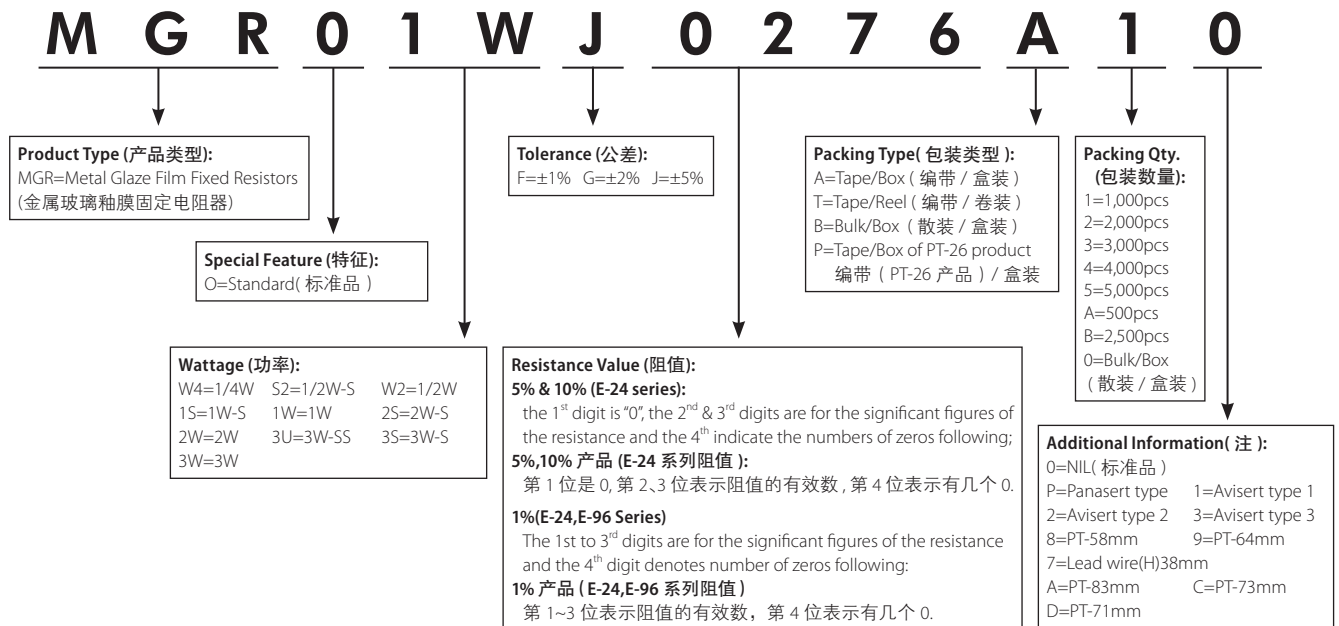 M G R 0 1 W J 0 2 7 6 A 1 0
Product Type (产品类型):
MGR=Metal Glaze Film Fixed Resistors
(金属玻璃釉膜固定电阻器)
Special Feature (特征):
O=Standard( 标准品 )
Wattage (功率):
W4=1/4W S2=1/2W-S W2=1/2W
1S=1W-S 1W=1W 2S=2W-S
2W=2W 3U=3W-SS 3S=3W-S
3W=3W
Tolerance (公差):
F=±1% G=±2% J=±5%
Resistance Value (阻值):
5% & 10% (E-24 series):
the 1st digit is “0”, the 2nd & 3rd digits are for the significant figures of
the resistance and the 4th indicate the numbers of zeros following;
5%,10% 产品 (E-24 系列阻值 ):
第 1 位是 0, 第 2、3 位表示阻值的有效数 , 第 4 位表示有几个 0.
1%(E-24,E-96 Series)
The 1st to 3rd digits are for the significant figures of the resistance
and the 4th digit denotes number of zeros following:
1% 产品 ( E-24,E-96 系列阻值 )
第 1~3 位表示阻值的有效数，第 4 位表示有几个 0.
Packing Type( 包装类型 ):
A=Tape/Box ( 编带 / 盒装 )
T=Tape/Reel ( 编带 / 卷装 )
B=Bulk/Box ( 散装 / 盒装 )
P=Tape/Box of PT-26 product
编带 ( PT-26 产品 ) / 盒装
Packing Qty.
(包装数量):
1=1,000pcs
2=2,000pcs
3=3,000pcs
4=4,000pcs
5=5,000pcs
A=500pcs
B=2,500pcs
0=Bulk/Box
( 散装 / 盒装 )
Additional Information( 注 ):
0=NIL( 标准品 )
P=Panasert type 1=Avisert type 1
2=Avisert type 2 3=Avisert type 3
8=PT-58mm 9=PT-64mm
7=Lead wire(H)38mm
A=PT-83mm C=PT-73mm
D=PT-71mm